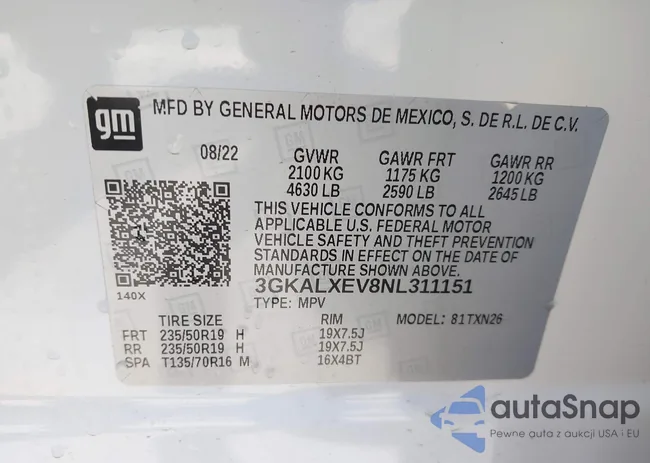 gm MFD BY GENERAL MOTORS DE MEXICO, S. DE R.L. DE C.V.
08/22 GVWR GAWR FRT GAWR RR
2100 KG 1175 KG 1200 KG
4630 LB 2590 LB 2645 LB
THIS VEHICLE CONFORMS TO ALL
APPLICABLE U.S. FEDERAL MOTOR
VEHICLE SAFETY AND THEFT PREVENTION
STANDARDS IN EFFECT ON THE DATE OF
MANUFACTURE SHOWN ABOVE.
140X 3GKALXEV8NL311151
TYPE: MPV MODEL: 81TXN26
TIRE SIZE RIM
FRT 235/50R19 H 19X7.5J
RR 235/50R19 H 19X7.5J
SPA T135/70R16 M 16X4BT
autaSnap
Pewne auta z aukcji USA i EU